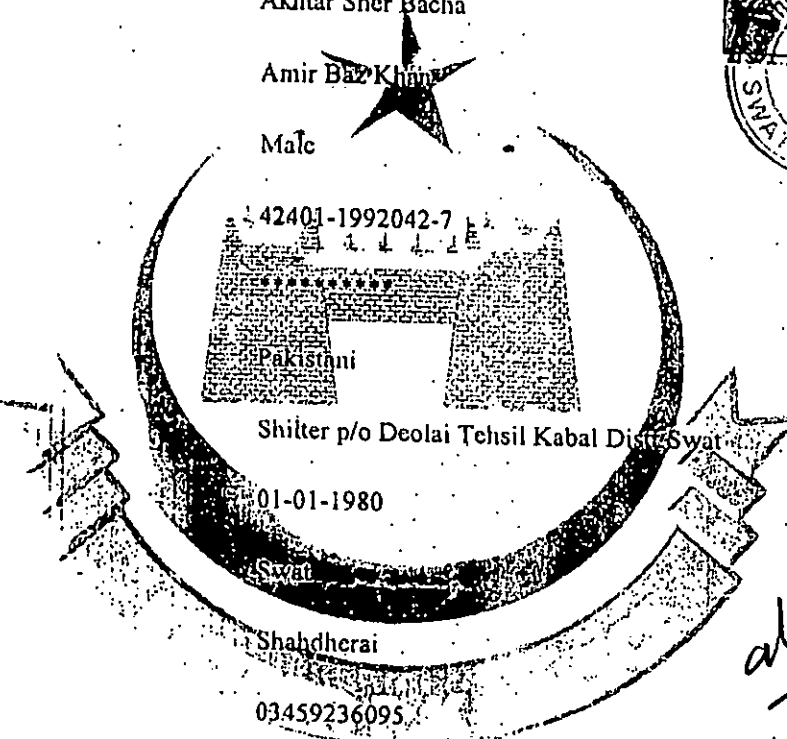 Akhtar Sher Bacha
Amir Baz Khan
Male
42401-1992042-7
**********
Pakistani
Shilter p/o Deolai Tehsil Kabal Distt Swat
01-01-1980
Swat
Shahdherai
03459236095
SWAT